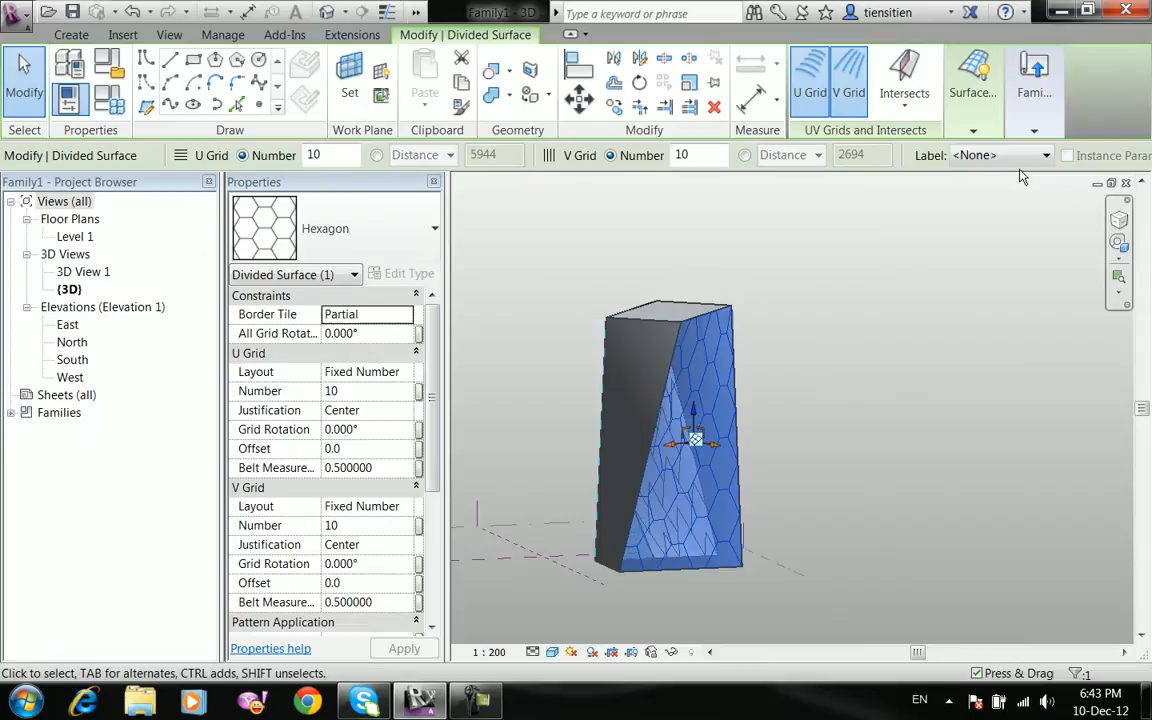 Family1 - 3D
Type a keyword or phrase
tiensitien
Create
Insert
View
Manage
Add-Ins
Extensions
Modify | Divided Surface
Modify
Set
Paste
U Grid
V Grid
Intersects
Surface...
Fami...
Select
Properties
Draw
Work Plane
Clipboard
Geometry
Modify
Measure
UV Grids and Intersects
Modify | Divided Surface
U Grid
Number
10
Distance
5944
V Grid
Number
10
Distance
2694
Label:
<None>
Instance Parar
Family1 - Project Browser
Views (all)
Floor Plans
Level 1
3D Views
3D View 1
{3D}
Elevations (Elevation 1)
East
North
South
West
Sheets (all)
Families
Properties
Hexagon
Divided Surface (1)
Edit Type
Constraints
Border Tile
Partial
All Grid Rotat...
0.000°
U Grid
Layout
Fixed Number
Number
10
Justification
Center
Grid Rotation
0.000°
Offset
0.0
Belt Measure...
0.500000
V Grid
Layout
Fixed Number
Number
10
Justification
Center
Grid Rotation
0.000°
Offset
0.0
Belt Measure...
0.500000
Pattern Application
Properties help
Apply
1 : 200
Click to select, TAB for alternates, CTRL adds, SHIFT unselects.
Press & Drag
:1
EN
6:43 PM
10-Dec-12